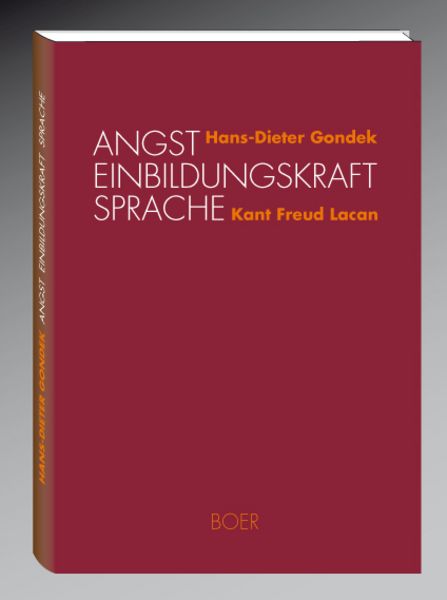 ANGST Hans-Dieter Gondek
EINBILDUNGSKRAFT
SPRACHE Kant Freud Lacan
BOER
HANS-DIETER GONDEK ANGST EINBILDUNGSKRAFT SPRACHE